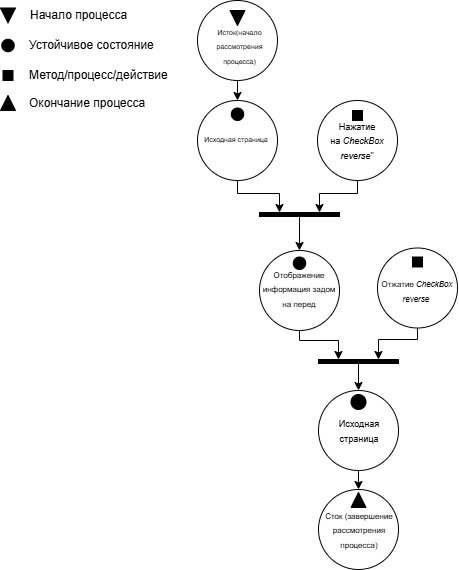 Начало процесса
Устойчивое состояние
Метод/процесс/действие
Окончание процесса
Исток(начало
рассмотрения
процесса)
Исходная страница
Нажатие
на CheckBox
reverse"
Отображение
информация задом
на перед
Отжатие CheckBox
reverse
Исходная
страница
Сток (завершение
рассмотрения
процесса)